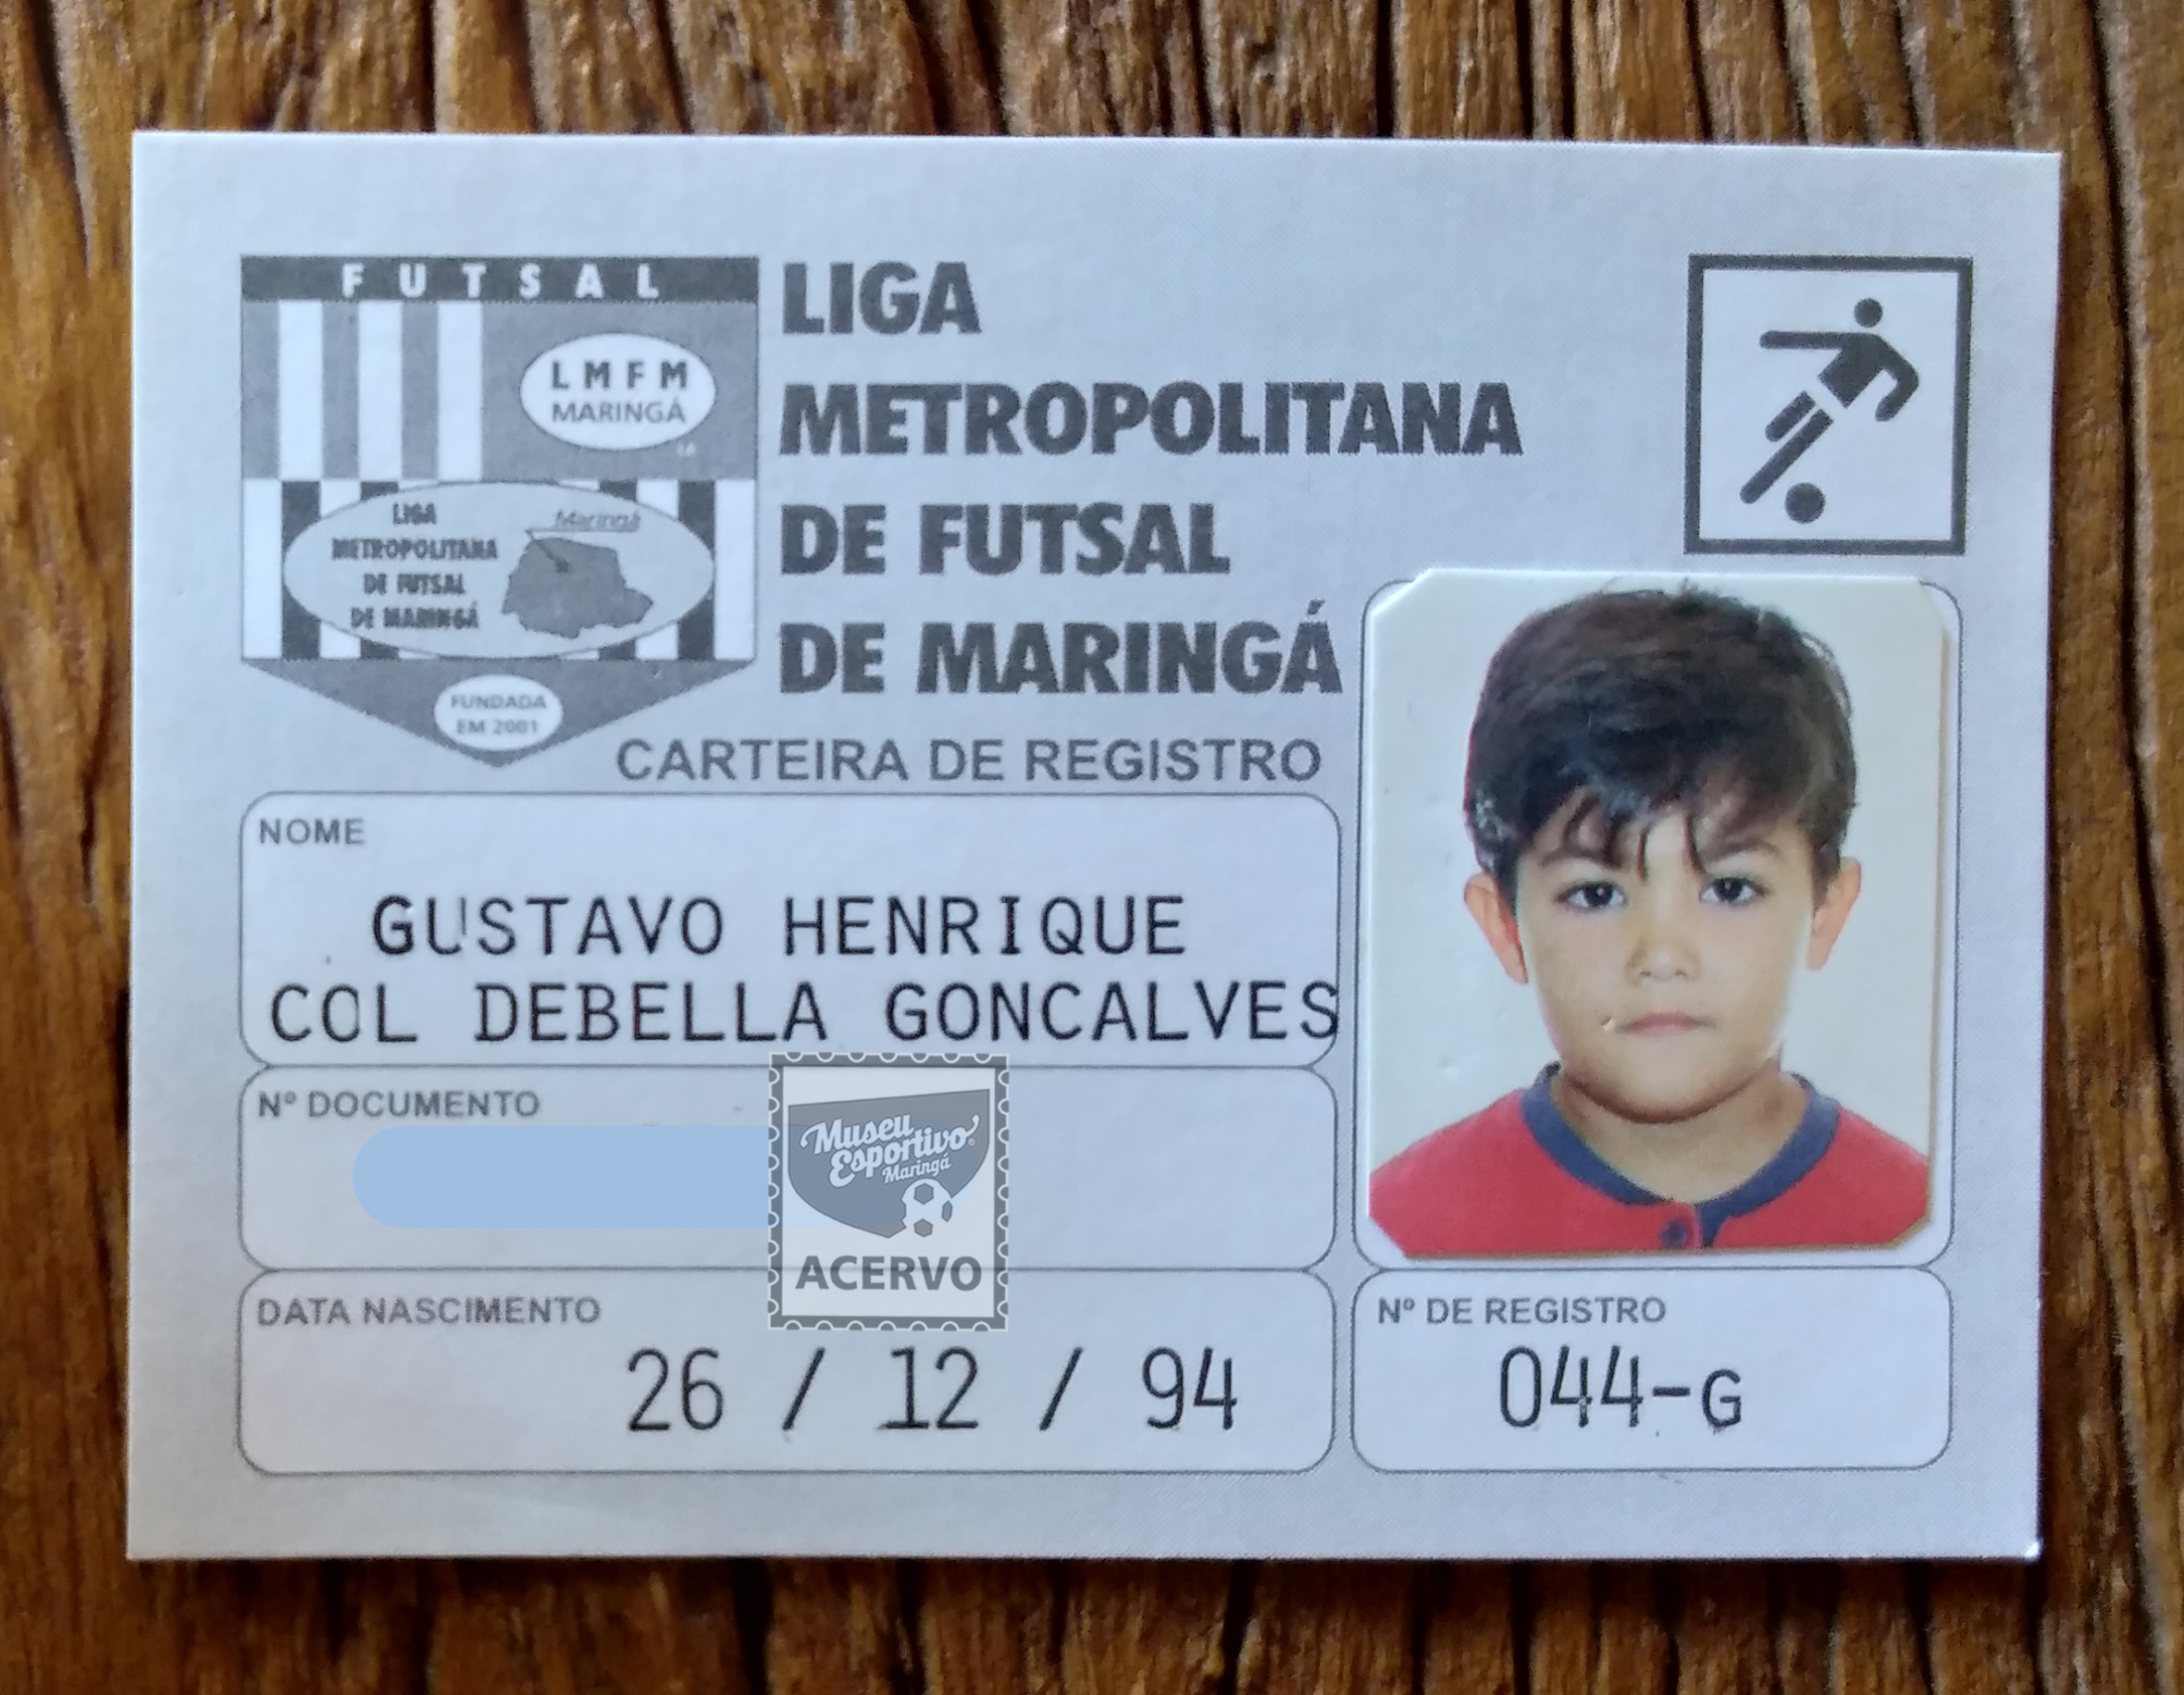 FUTSAL
LMFM
MARINGÁ
LIGA
METROPOLITANA
DE FUTSAL
DE MARINGÁ
Maringá
FUNDADA
EM 2001
LIGA
METROPOLITANA
DE FUTSAL
DE MARINGÁ
CARTEIRA DE REGISTRO
NOME
GUSTAVO HENRIQUE
COL DEBELLA GONCALVES
Nº DOCUMENTO
Museu
Esportivo
Maringá
ACERVO
DATA NASCIMENTO
26 / 12 / 94
Nº DE REGISTRO
044-G